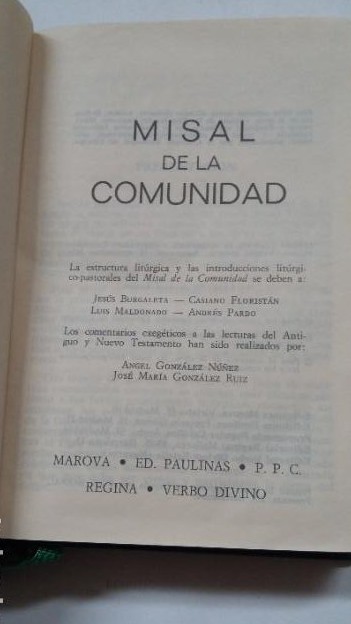 MISAL
DE LA
COMUNIDAD
La estructura litúrgica y las introducciones litúrgi-
co-pastorales del Misal de la Comunidad se deben a:
Jesús Burgaleta — Casiano Floristán
Luis Maldonado — Andrés Pardo
Los comentarios exegéticos a las lecturas del Anti-
guo y Nuevo Testamento han sido realizados por:
Angel González Núñez
José María González Ruiz
MAROVA • ED. PAULINAS • P. P. C.
REGINA • VERBO DIVINO